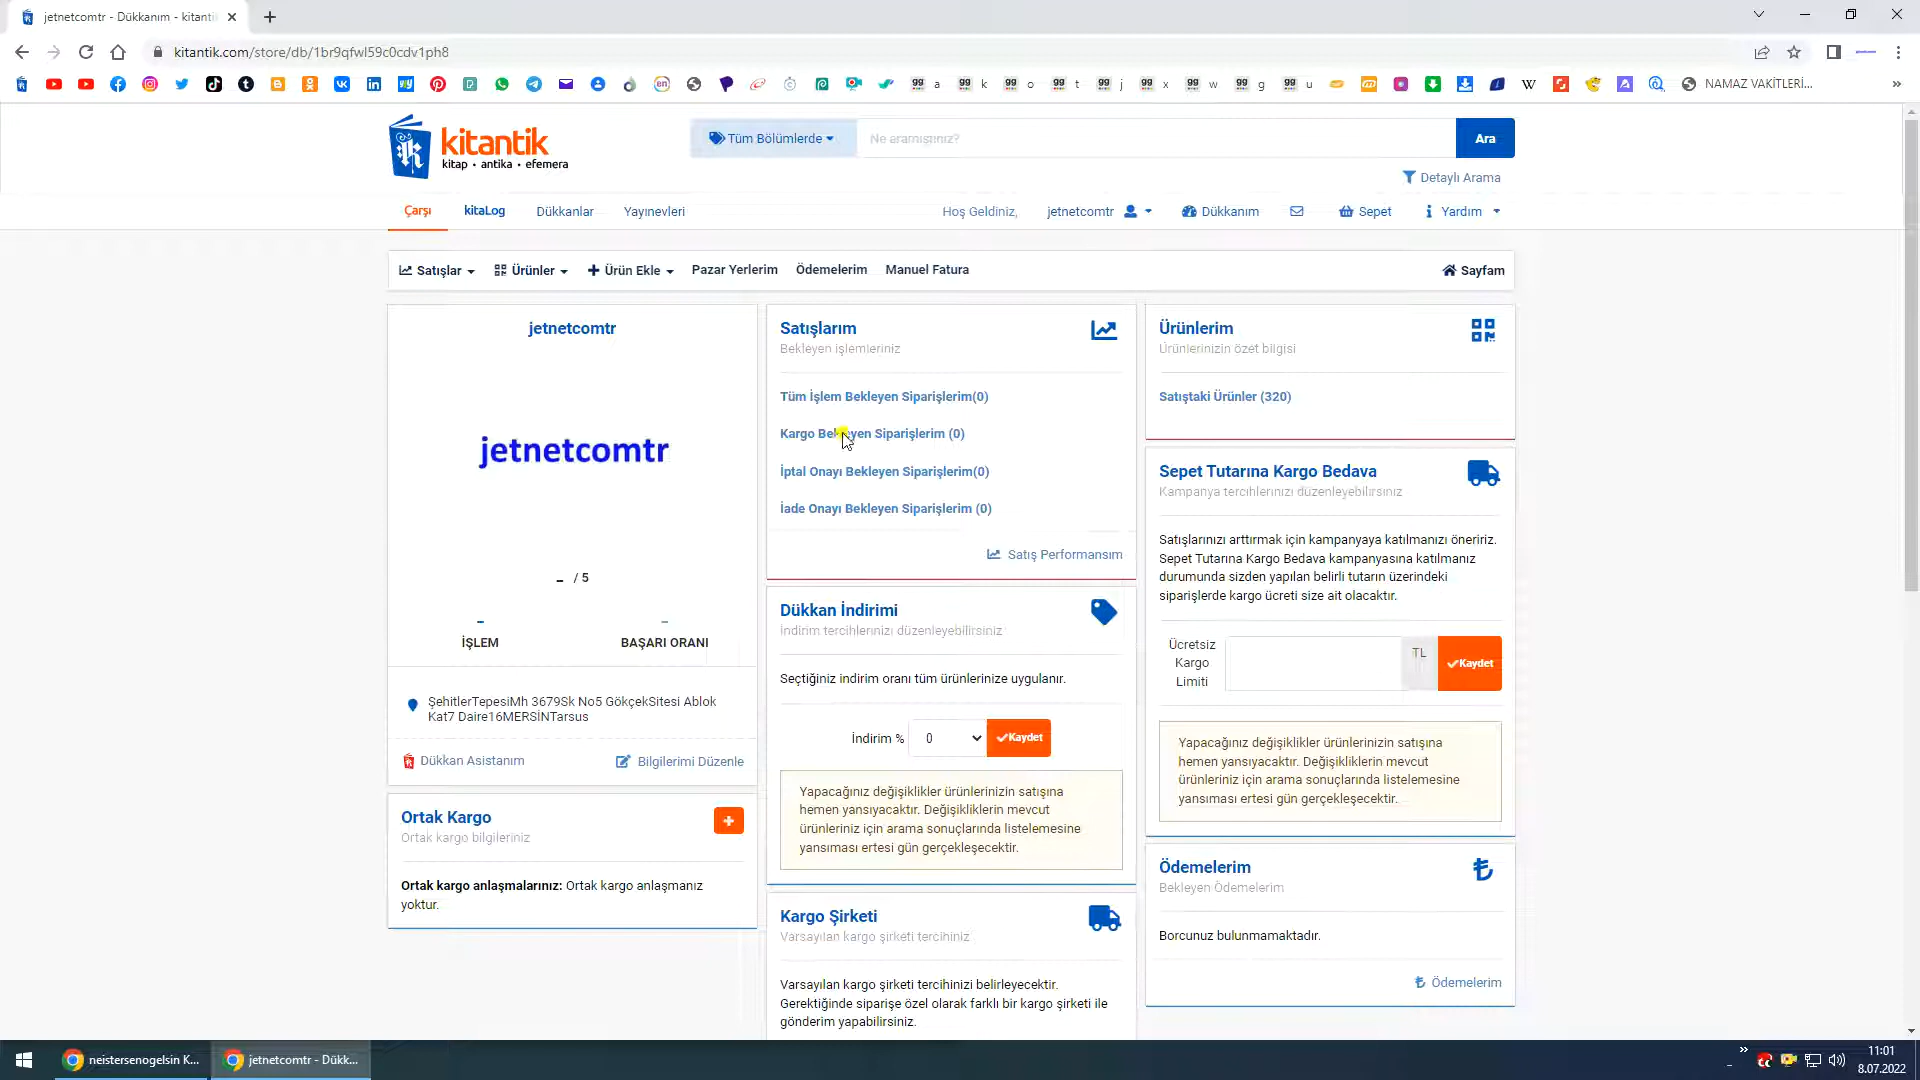 jetnetcomtr - Dükkanım - kitanti
kitantik.com/store/db/1br9qfwl59c0cdv1ph8
a k o t j x w g u NAMAZ VAKİTLERİ...
kitantik
kitap • antika • efemera
Tüm Bölümlerde
Ne aramıştınız?
Ara
Detaylı Arama
Çarşı kitaLog Dükkanlar Yayınevleri Hoş Geldiniz, jetnetcomtr Dükkanım Sepet Yardım
Satışlar Ürünler Ürün Ekle Pazar Yerlerim Ödemelerim Manuel Fatura Sayfam
jetnetcomtr
jetnetcomtr
– / 5
- -
İŞLEM BAŞARI ORANI
ŞehitlerTepesiMh 3679Sk No5 GökçekSitesi Ablok
Kat7 Daire16MERSİNTarsus
Dükkan Asistanım Bilgilerimi Düzenle
Ortak Kargo
Ortak kargo bilgileriniz
Ortak kargo anlaşmalarınız: Ortak kargo anlaşmanız
yoktur.
Satışlarım
Bekleyen işlemleriniz
Tüm İşlem Bekleyen Siparişlerim(0)
Kargo Bekleyen Siparişlerim (0)
İptal Onayı Bekleyen Siparişlerim(0)
İade Onayı Bekleyen Siparişlerim (0)
Satış Performansım
Dükkan İndirimi
İndirim tercihlerinizi düzenleyebilirsiniz
Seçtiğiniz indirim oranı tüm ürünlerinize uygulanır.
İndirim % 0 Kaydet
Yapacağınız değişiklikler ürünlerinizin satışına
hemen yansıyacaktır. Değişikliklerin mevcut
ürünleriniz için arama sonuçlarında listelemesine
yansıması ertesi gün gerçekleşecektir.
Kargo Şirketi
Varsayılan kargo şirketi tercihiniz
Varsayılan kargo şirketi tercihinizi belirleyecektir.
Gerektiğinde siparişe özel olarak farklı bir kargo şirketi ile
gönderim yapabilirsiniz.
Ürünlerim
Ürünlerinizin özet bilgisi
Satıştaki Ürünler (320)
Sepet Tutarına Kargo Bedava
Kampanya tercihlerinizi düzenleyebilirsiniz
Satışlarınızı arttırmak için kampanyaya katılmanızı öneririz.
Sepet Tutarına Kargo Bedava kampanyasına katılmanız
durumunda sizden yapılan belirli tutarın üzerindeki
siparişlerde kargo ücreti size ait olacaktır.
Ücretsiz
Kargo
Limiti
TL
Kaydet
Yapacağınız değişiklikler ürünlerinizin satışına
hemen yansıyacaktır. Değişikliklerin mevcut
ürünleriniz için arama sonuçlarında listelemesine
yansıması ertesi gün gerçekleşecektir.
Ödemelerim
Bekleyen Ödemelerim
Borcunuz bulunmamaktadır.
Ödemelerim
neistersenogelsin K...
jetnetcomtr - Dükk...
11:01
8.07.2022